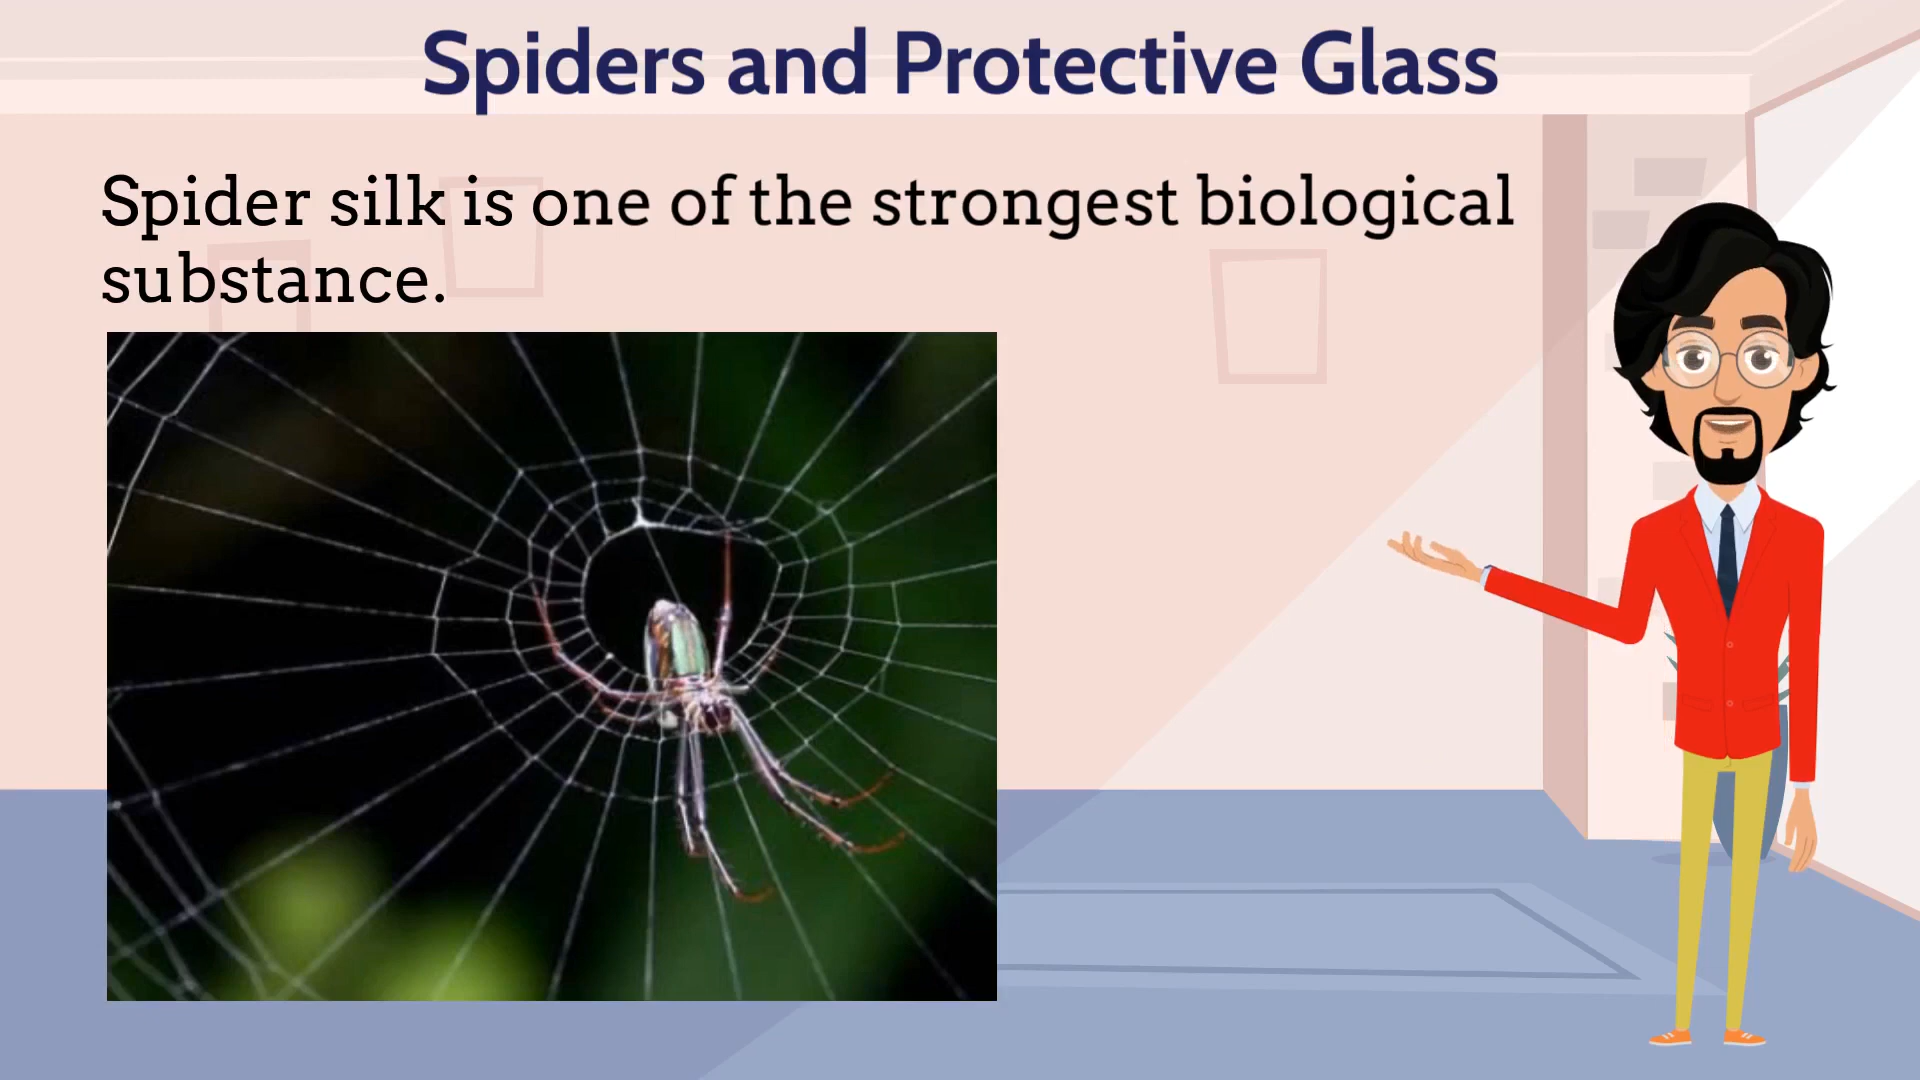 Spiders and Protective Glass
Spider silk is one of the strongest biological
substance.